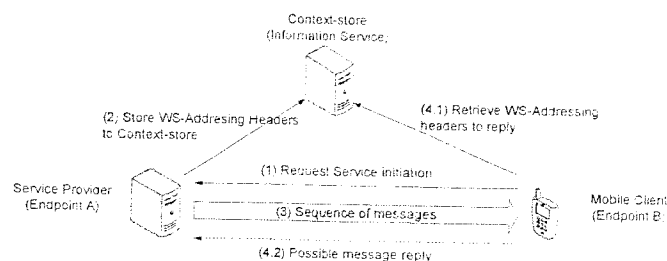 Context-store
(Information Service)
(2) Store WS-Addresing Headers
to Context-store
(4.1) Retrieve WS-Addressing
headers to reply
(1) Request Service initiation
Service Provider
(Endpoint A)
(3) Sequence of messages
Mobile Client
(Endpoint B)
(4.2) Possible message reply